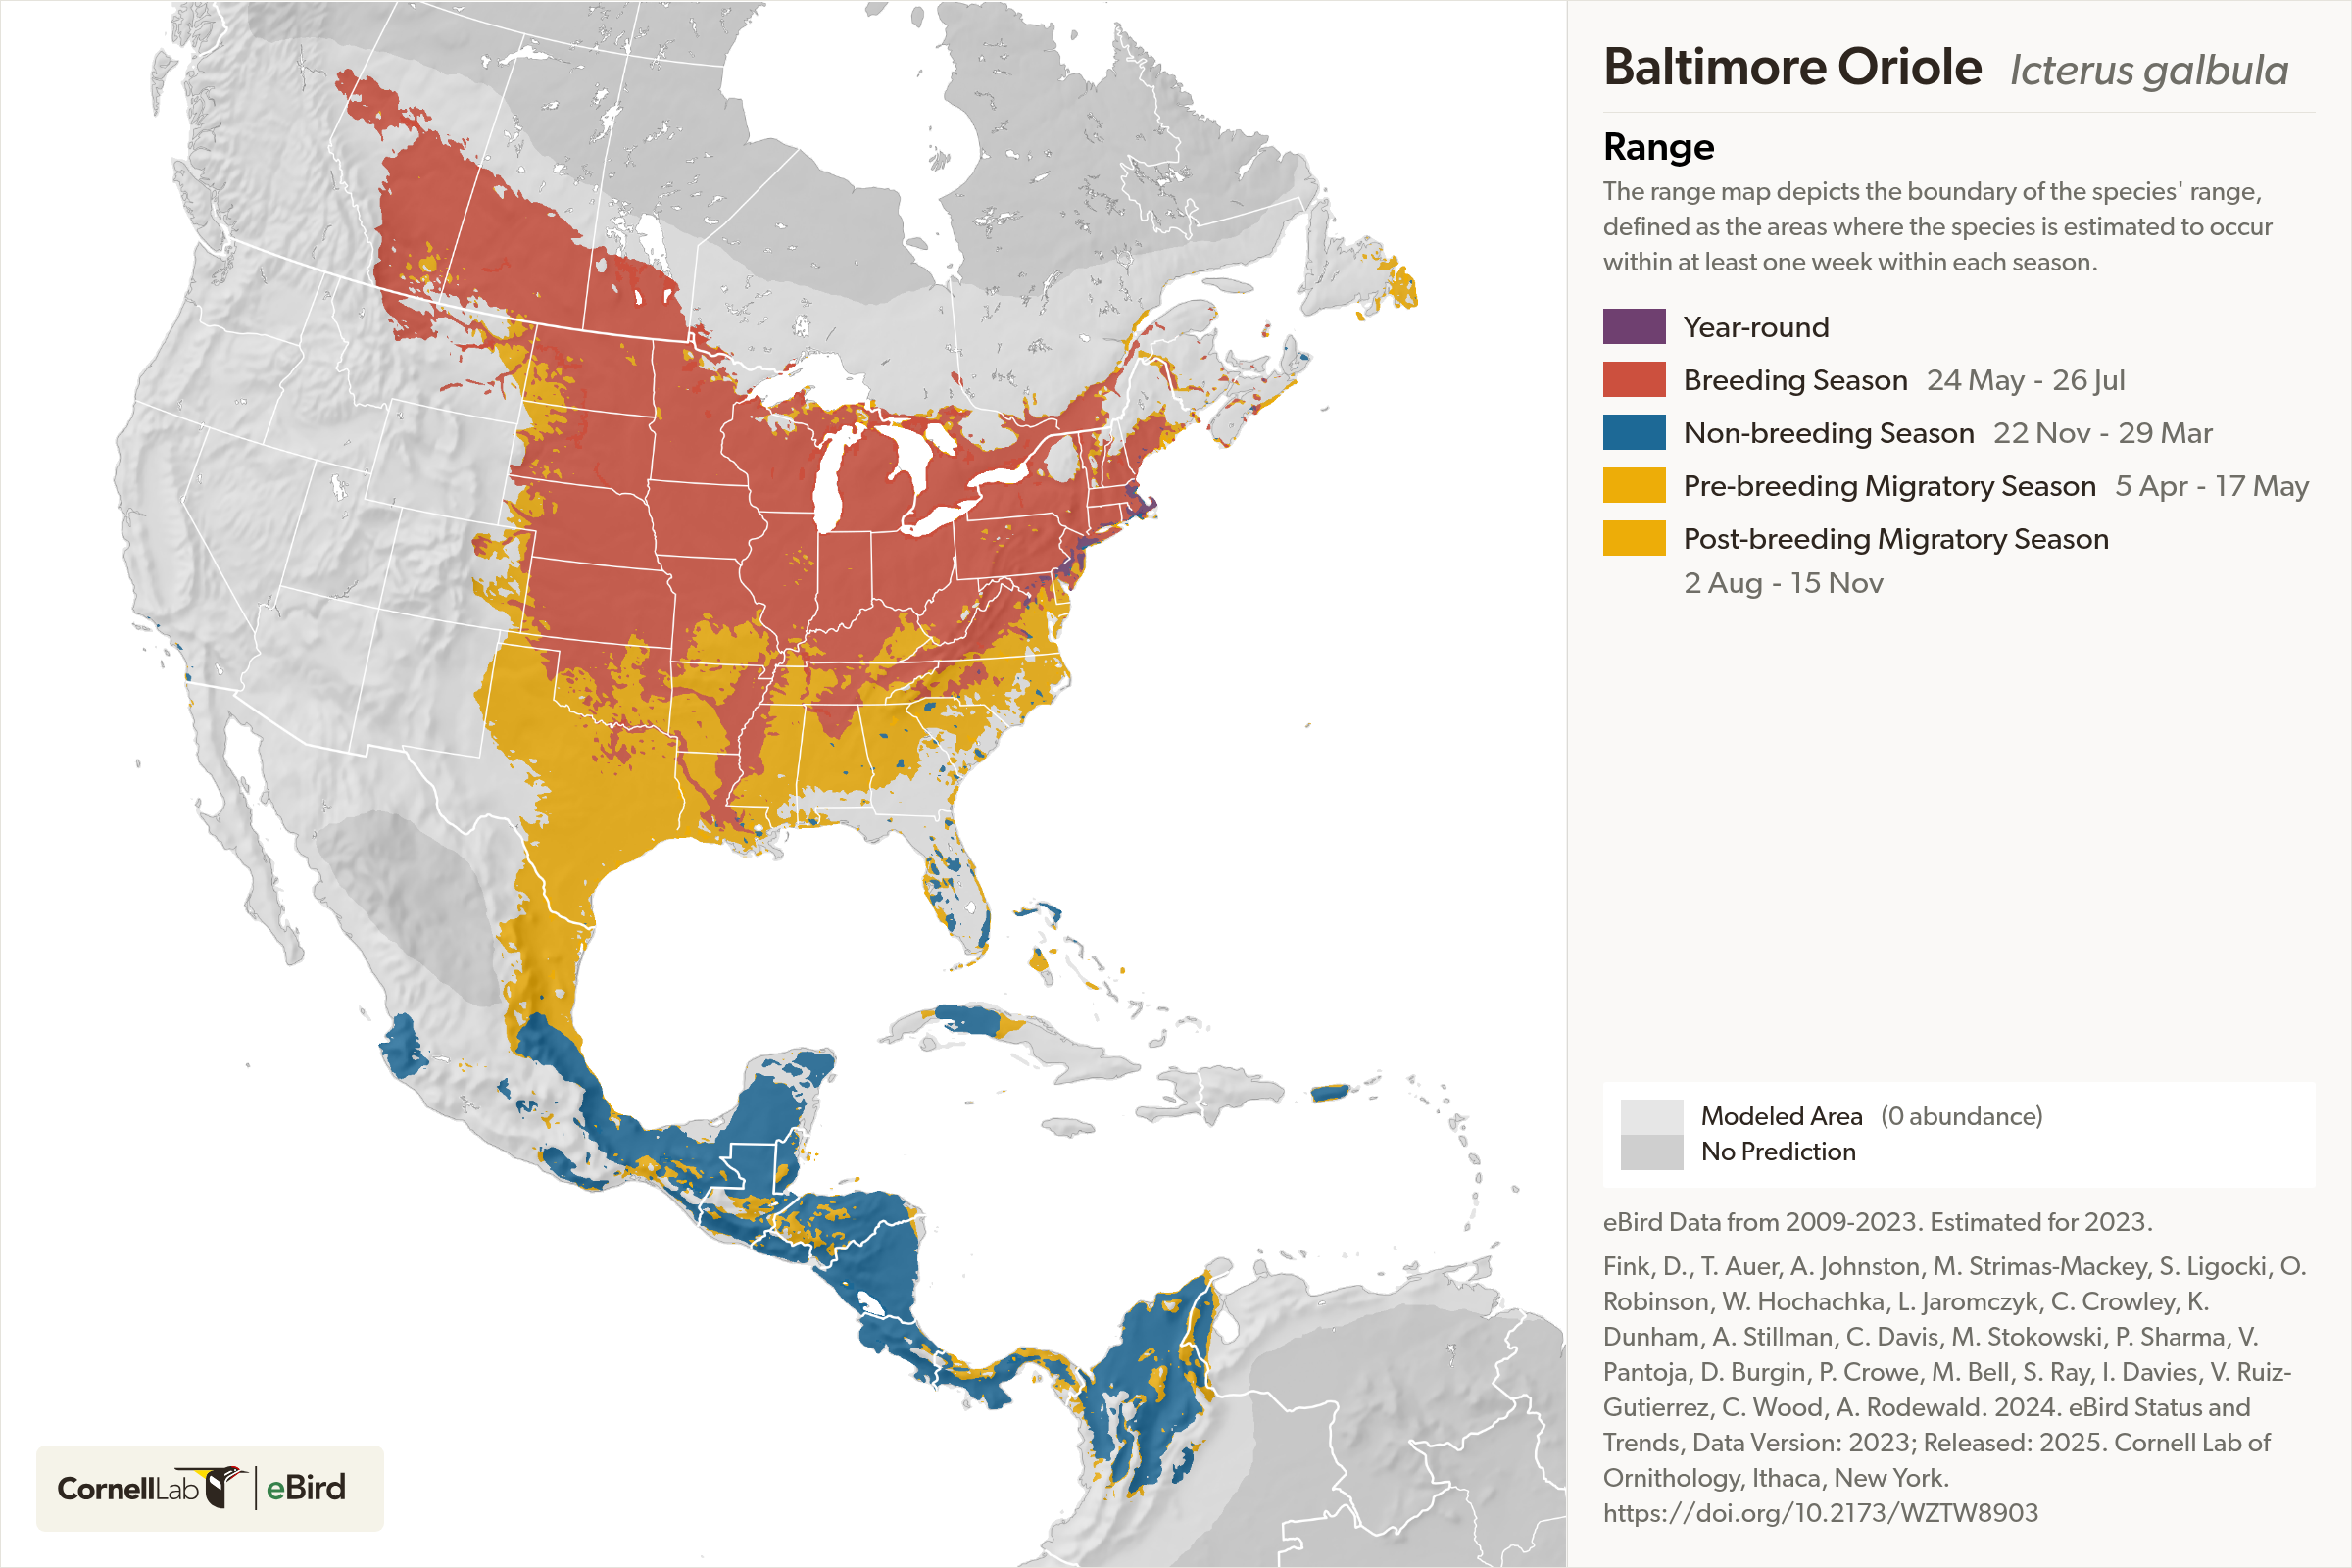 Baltimore Oriole Icterus galbula
Range
The range map depicts the boundary of the species' range,
defined as the areas where the species is estimated to occur
within at least one week within each season.
Year-round
Breeding Season 24 May - 26 Jul
Non-breeding Season 22 Nov - 29 Mar
Pre-breeding Migratory Season 5 Apr - 17 May
Post-breeding Migratory Season
2 Aug - 15 Nov
Modeled Area (0 abundance)
No Prediction
eBird Data from 2009-2023. Estimated for 2023.
Fink, D., T. Auer, A. Johnston, M. Strimas-Mackey, S. Ligocki, O.
Robinson, W. Hochachka, L. Jaromczyk, C. Crowley, K.
Dunham, A. Stillman, C. Davis, M. Stokowski, P. Sharma, V.
Pantoja, D. Burgin, P. Crowe, M. Bell, S. Ray, I. Davies, V. Ruiz-
Gutierrez, C. Wood, A. Rodewald. 2024. eBird Status and
Trends, Data Version: 2023; Released: 2025. Cornell Lab of
Ornithology, Ithaca, New York.
https://doi.org/10.2173/WZTW8903
CornellLab eBird